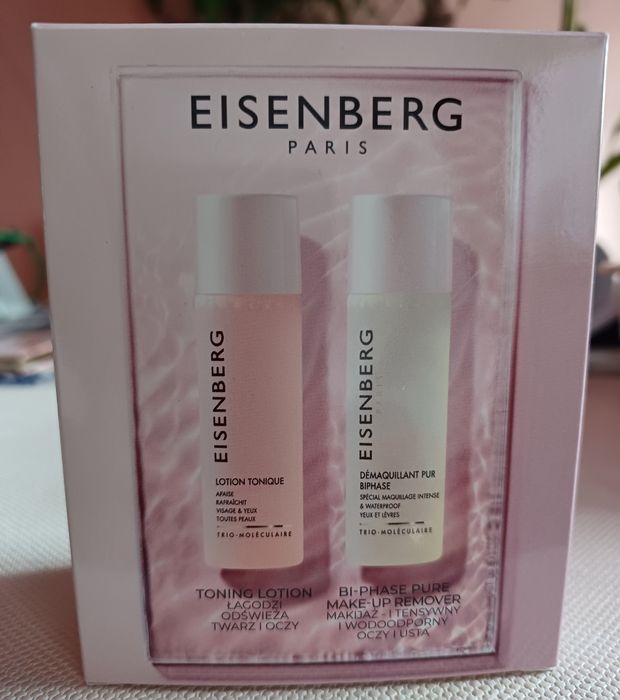 EISENBERG
PARIS
EISENBERG
LOTION TONIQUE
APAISE
RAFRAÎCHIT
VISAGE & YEUX
TOUTES PEAUX
TRIO-MOLÉCULAIRE
EISENBERG
PARIS
DÉMAQUILLANT PUR
BIPHASE
SPÉCIAL MAQUILLAGE INTENSE
& WATERPROOF
YEUX ET LÈVRES
TRIO-MOLÉCULAIRE
TONING LOTION
ŁAGODZI
ODŚWIEŻA
TWARZ I OCZY
BI-PHASE PURE
MAKE-UP REMOVER
MAKIJAŻ - I TENSYWNY
I WODOODPORNY
OCZY I USTA